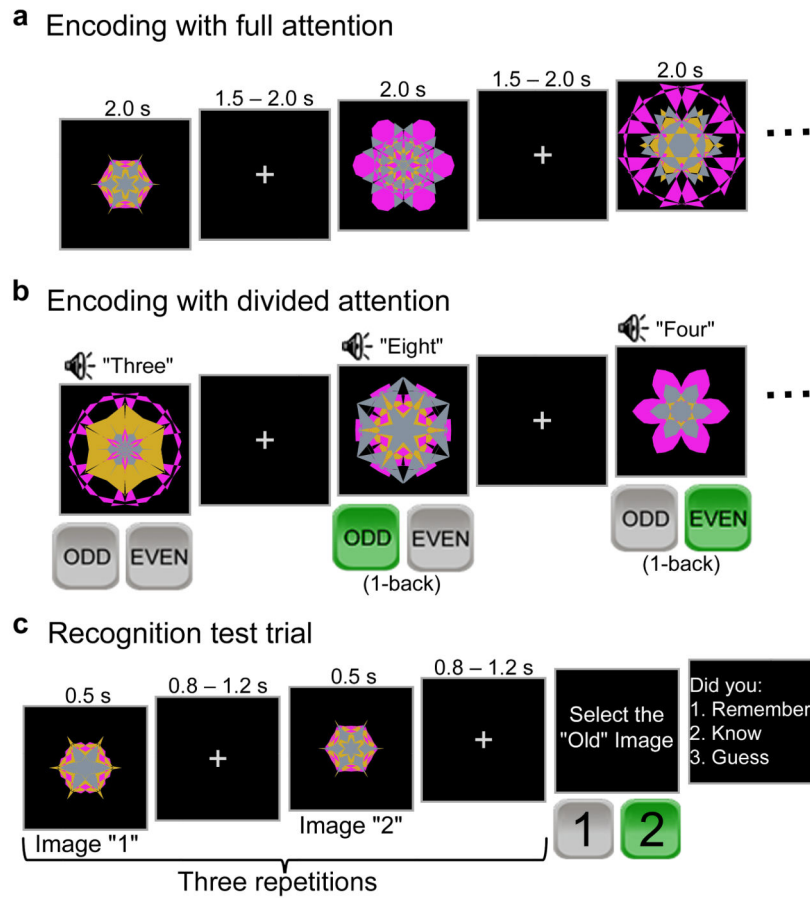 a Encoding with full attention
2.0 s 1.5 – 2.0 s 2.0 s 1.5 – 2.0 s 2.0 s
b Encoding with divided attention
"Three" "Eight" "Four"
ODD EVEN ODD EVEN ODD EVEN
(1-back) (1-back)
c Recognition test trial
0.5 s 0.8 – 1.2 s 0.5 s 0.8 – 1.2 s
Select the
"Old" Image
Did you:
1. Remember
2. Know
3. Guess
Image "1" Image "2" 1 2
Three repetitions